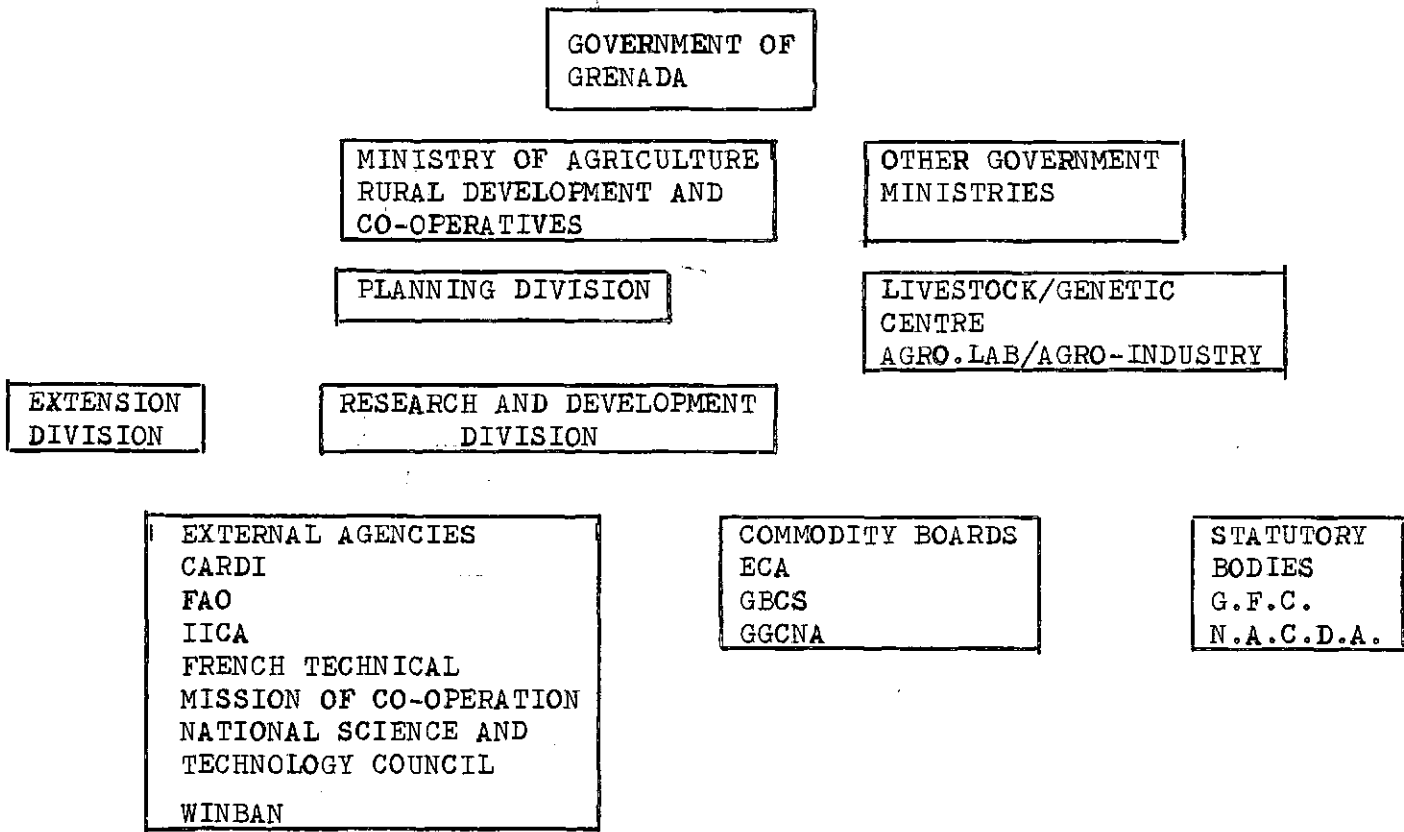 GOVERNMENT OF
GRENADA
MINISTRY OF AGRICULTURE
RURAL DEVELOPMENT AND
CO-OPERATIVES
OTHER GOVERNMENT
MINISTRIES
PLANNING DIVISION
LIVESTOCK/GENETIC
CENTRE
AGRO.LAB/AGRO-INDUSTRY
EXTENSION
DIVISION
RESEARCH AND DEVELOPMENT
DIVISION
EXTERNAL AGENCIES
CARDI
FAO
IICA
FRENCH TECHNICAL
MISSION OF CO-OPERATION
NATIONAL SCIENCE AND
TECHNOLOGY COUNCIL
WINBAN
COMMODITY BOARDS
ECA
GBCS
GGCNA
STATUTORY
BODIES
G.F.C.
N.A.C.D.A.